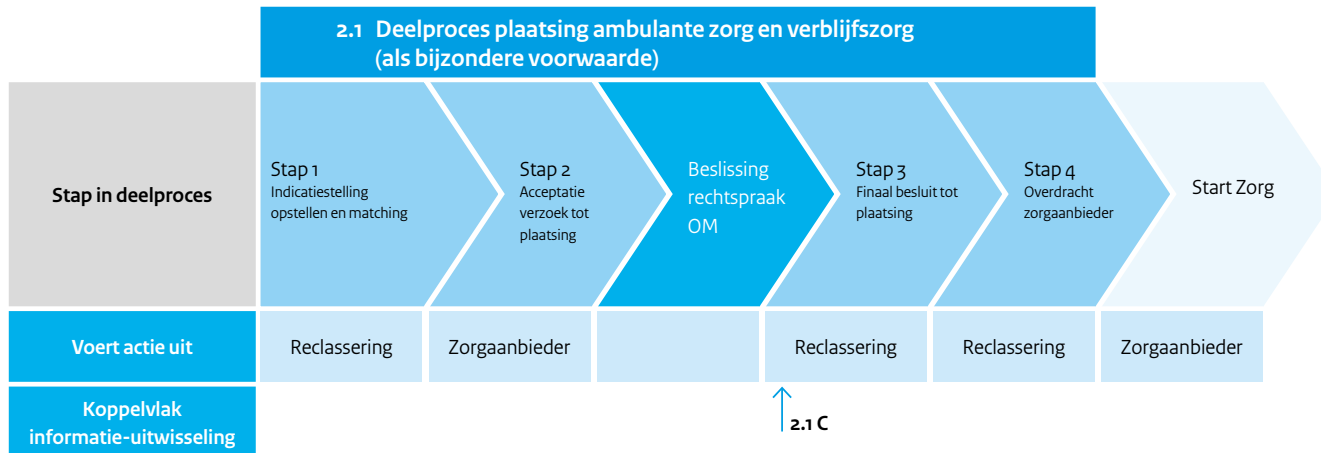 2.1 Deelproces plaatsing ambulante zorg en verblijfszorg
(als bijzondere voorwaarde)
Stap in deelproces
Stap 1
Indicatiestelling
opstellen en matching
Stap 2
Acceptatie
verzoek tot
plaatsing
Beslissing
rechtspraak
OM
Stap 3
Finaal besluit tot
plaatsing
Stap 4
Overdracht
zorgaanbieder
Start Zorg
Voert actie uit
Reclassering
Zorgaanbieder
Reclassering
Reclassering
Zorgaanbieder
Koppelvlak
informatie-uitwisseling
2.1 C